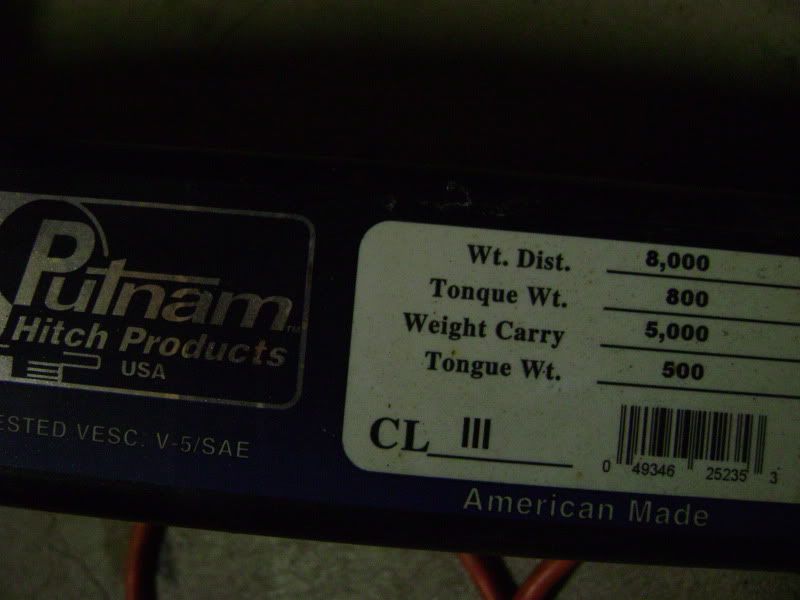 Putnam™
Hitch Products
USA
ESTED VESC: V-5/SAE
Wt. Dist. 8,000
Tonque Wt. 800
Weight Carry 5,000
Tongue Wt. 500
CL III
0 49346 25235 3
American Made